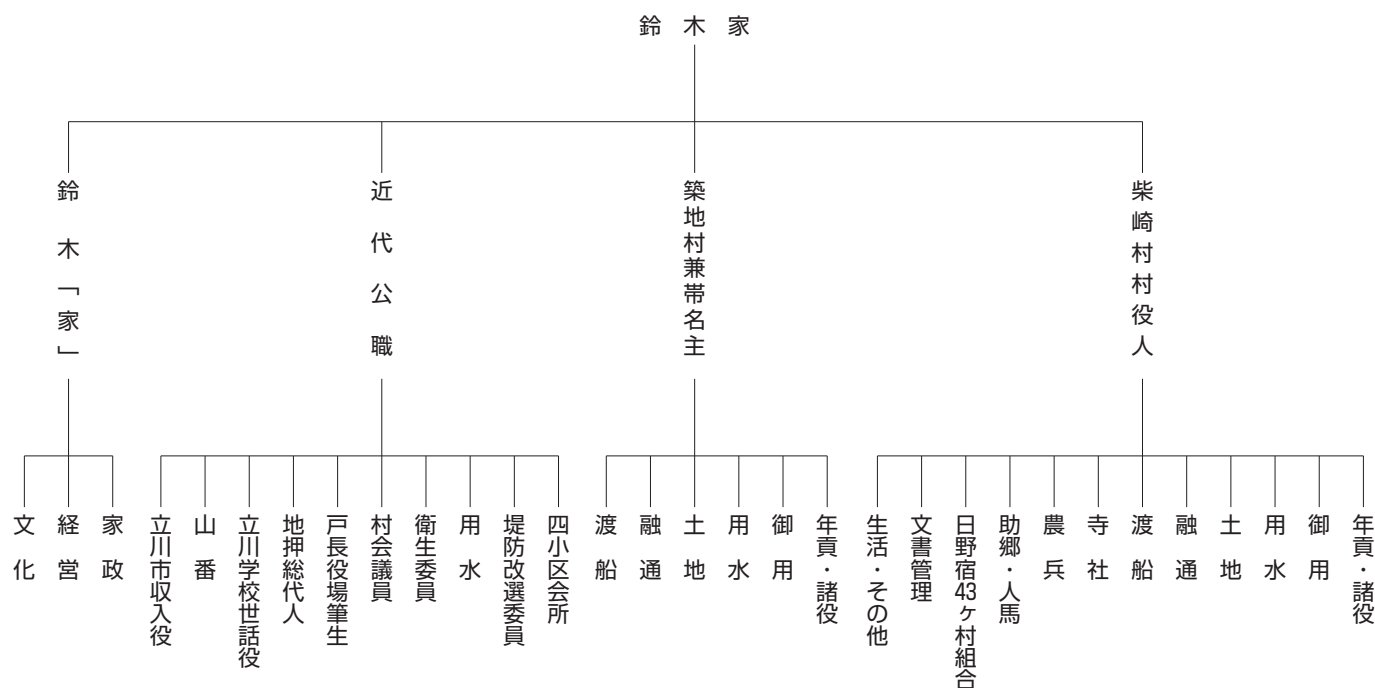 鈴木家
柴崎村村役人
築地村兼帯名主
近代公職
鈴木「家」
年貢・諸役
御用
用水
土地
融通
渡船
寺社
農兵
助郷・人馬
日野宿43ヶ村組合
文書管理
生活・その他
年貢・諸役
御用
用水
土地
融通
渡船
四小区会所
堤防改選委員
用水
衛生委員
村会議員
戸長役場筆生
地押総代人
立川学校世話役
山番
立川市収入役
家政
経営
文化